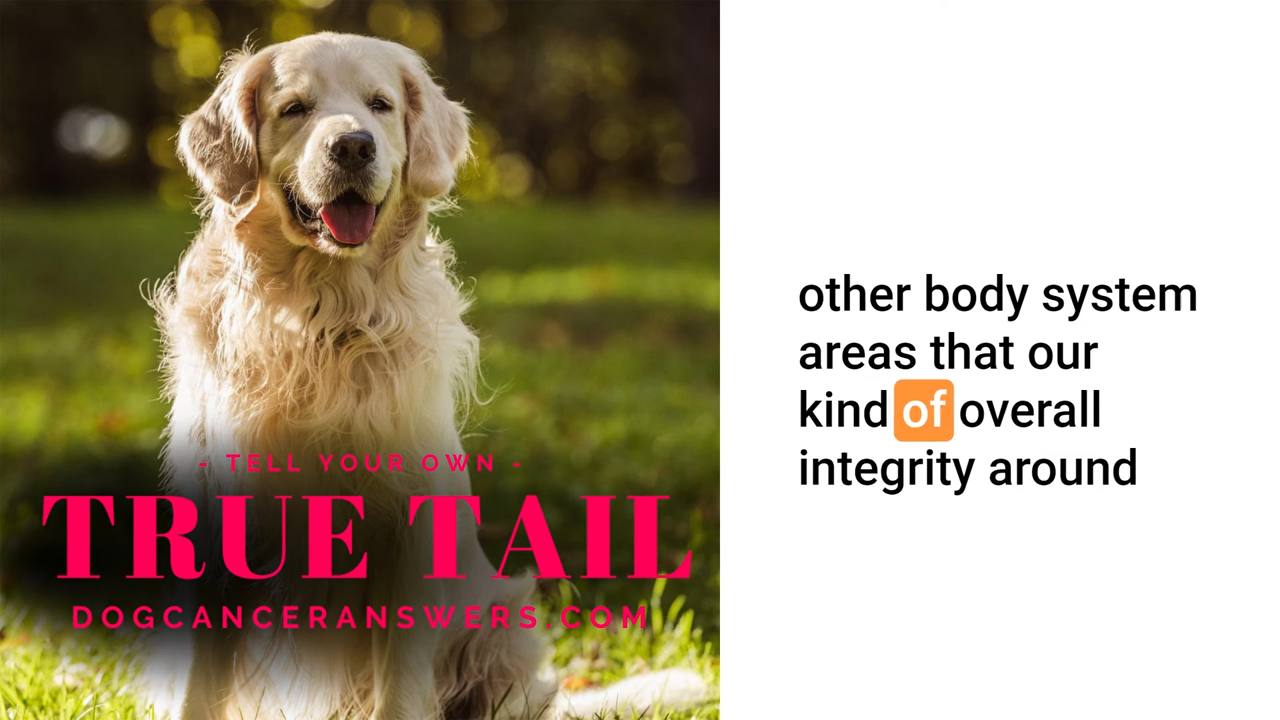 - TELL YOUR OWN -
TRUE TAIL
DOGCANCERANSWERS.COM
other body system
areas that our
kind of overall
integrity around